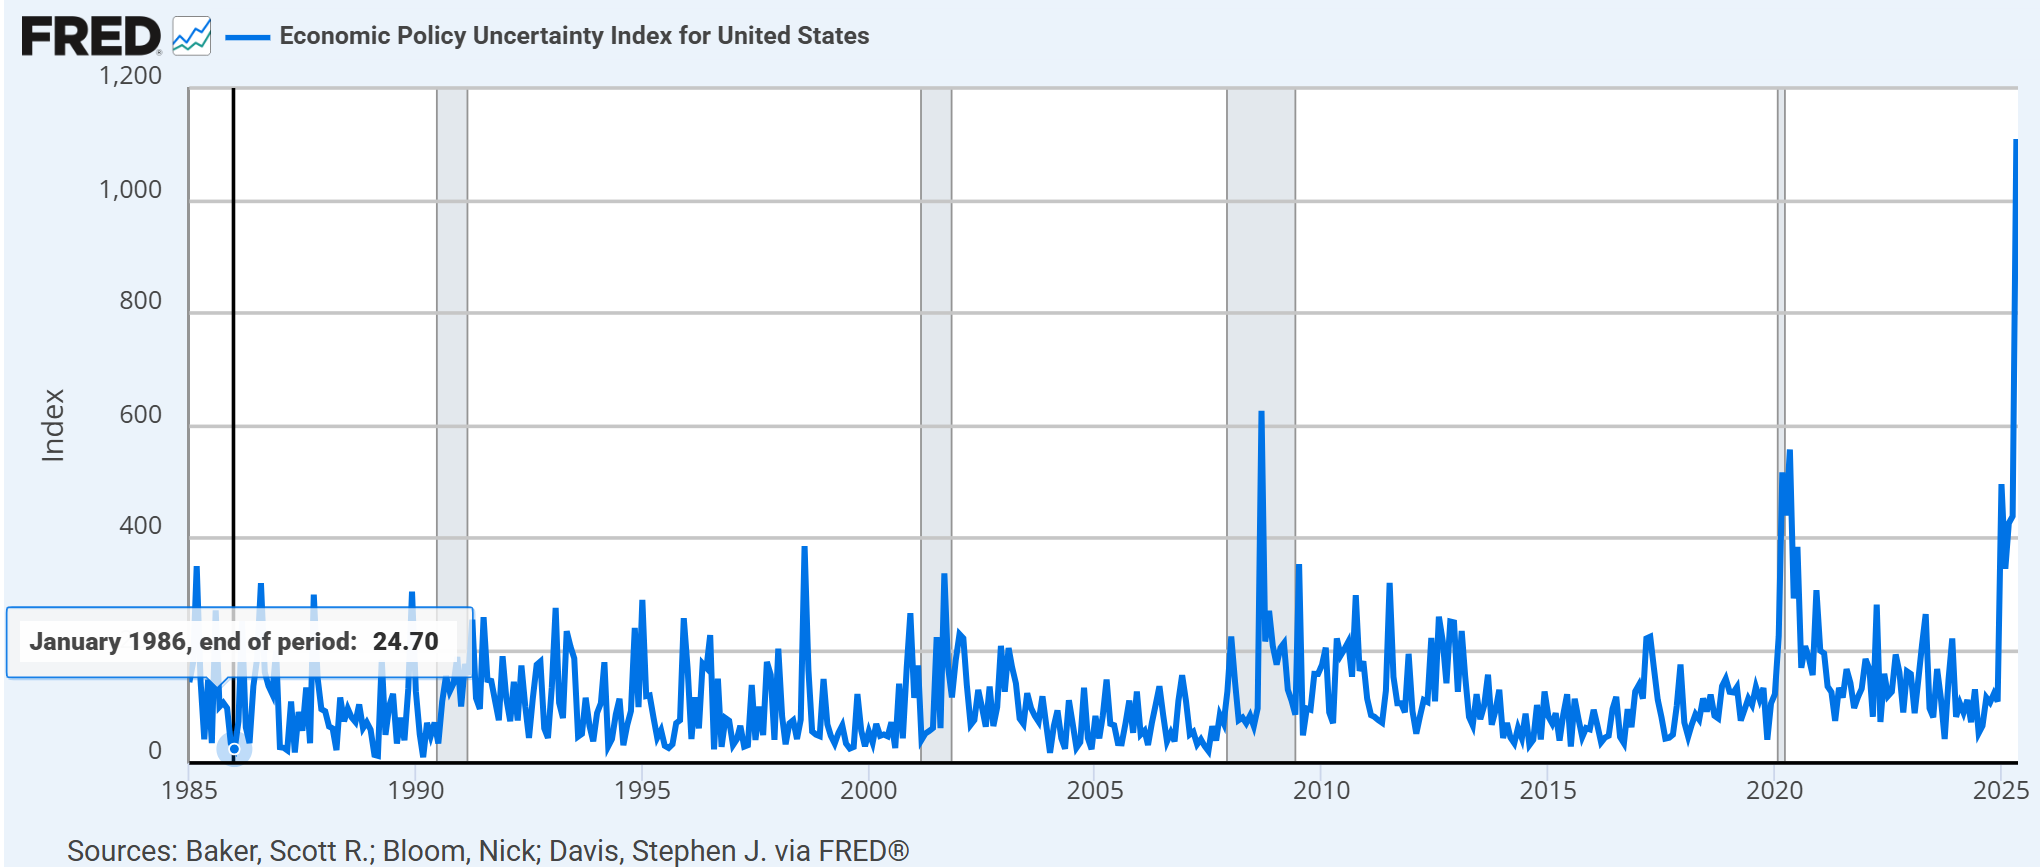 FRED
Economic Policy Uncertainty Index for United States
1,200
1,000
800
600
400
0
Index
January 1986, end of period: 24.70
1985 1990 1995 2000 2005 2010 2015 2020 2025
Sources: Baker, Scott R.; Bloom, Nick; Davis, Stephen J. via FRED®